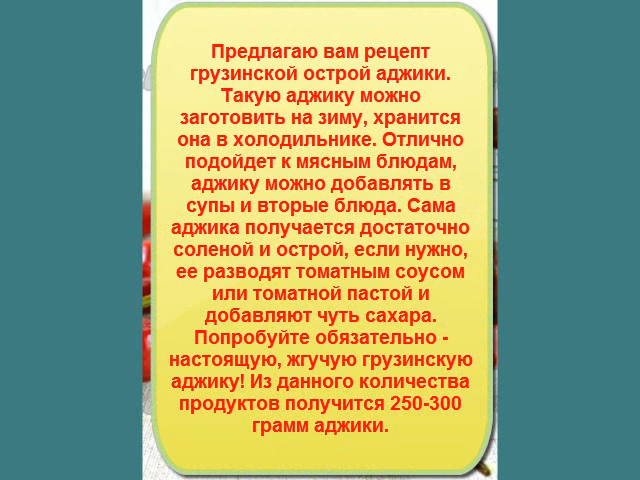 Предлагаю вам рецепт
грузинской острой аджики.
Такую аджику можно
заготовить на зиму, хранится
она в холодильнике. Отлично
подойдет к мясным блюдам,
аджику можно добавлять в
супы и вторые блюда. Сама
аджика получается достаточно
соленой и острой, если нужно,
ее разводят томатным соусом
или томатной пастой и
добавляют чуть сахара.
Попробуйте обязательно -
настоящую, жгучую грузинскую
аджику! Из данного количества
продуктов получится 250-300
грамм аджики.